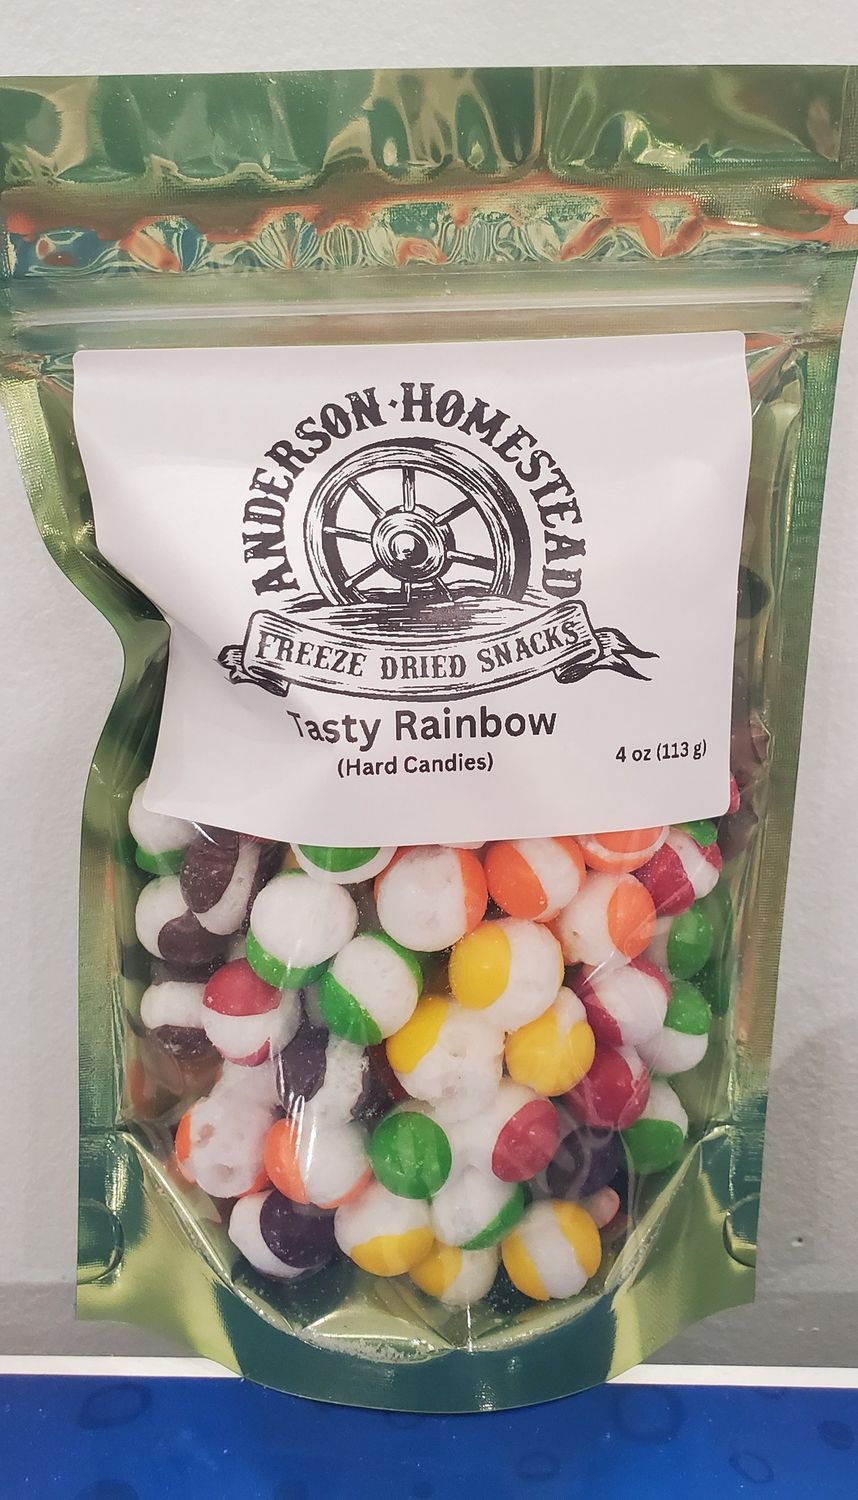 ANDERSON·HOMESTEAD
FREEZE DRIED SNACKS
Tasty Rainbow
(Hard Candies)
4 oz (113 g)